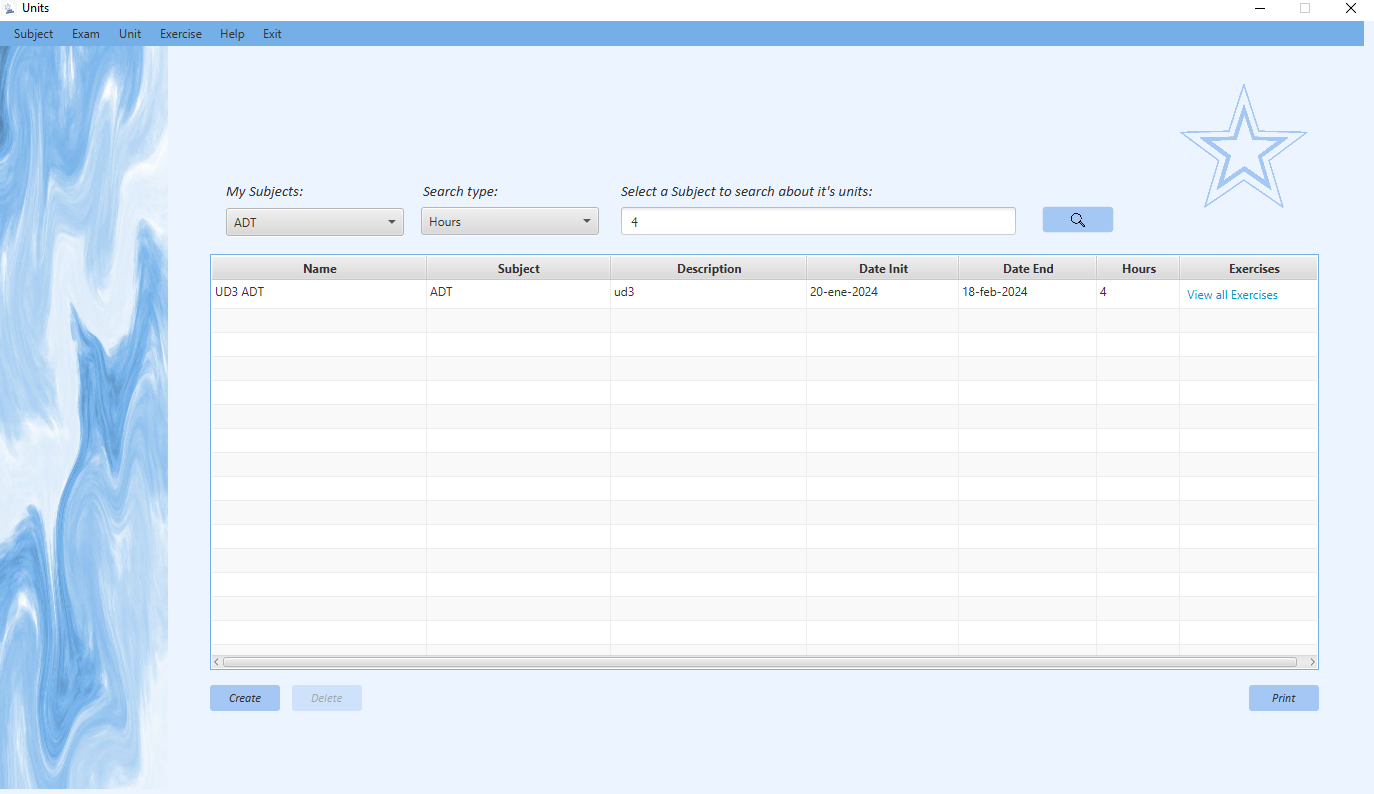 Units
Subject Exam Unit Exercise Help Exit
My Subjects: Search type: Select a Subject to search about it's units:
ADT Hours 4
Name Subject Description Date Init Date End Hours Exercises
UD3 ADT ADT ud3 20-ene-2024 18-feb-2024 4 View all Exercises
Create Delete Print